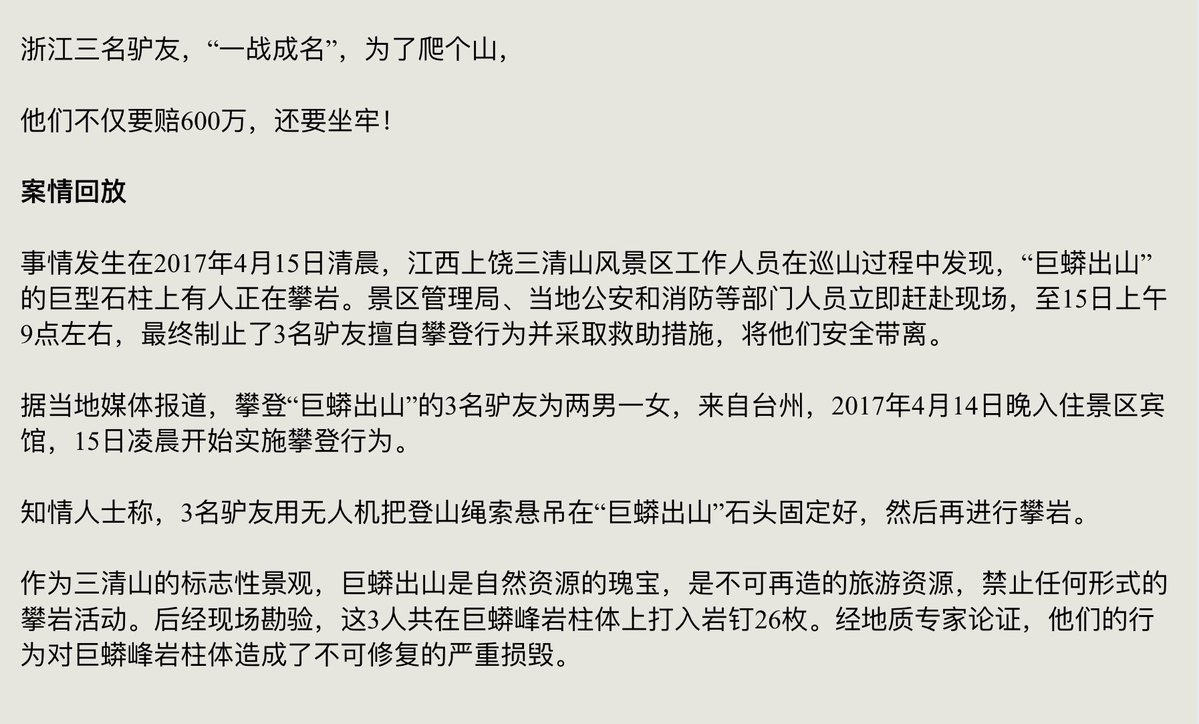 浙江三名驴友，“一战成名”，为了爬个山，
他们不仅要赔600万，还要坐牢！
案情回放
事情发生在2017年4月15日清晨，江西上饶三清山风景区工作人员在巡山过程中发现，“巨蟒出山”
的巨型石柱上有人正在攀岩。景区管理局、当地公安和消防等部门人员立即赶赴现场，至15日上午
9点左右，最终制止了3名驴友擅自攀登行为并采取救助措施，将他们安全带离。
据当地媒体报道，攀登“巨蟒出山”的3名驴友为两男一女，来自台州，2017年4月14日晚入住景区宾
馆，15日凌晨开始实施攀登行为。
知情人士称，3名驴友用无人机把登山绳索悬吊在“巨蟒出山”石头固定好，然后再进行攀岩。
作为三清山的标志性景观，巨蟒出山是自然资源的瑰宝，是不可再造的旅游资源，禁止任何形式的
攀岩活动。后经现场勘验，这3人共在巨蟒峰岩柱体上打入岩钉26枚。经地质专家论证，他们的行
为对巨蟒峰岩柱体造成了不可修复的严重损毁。